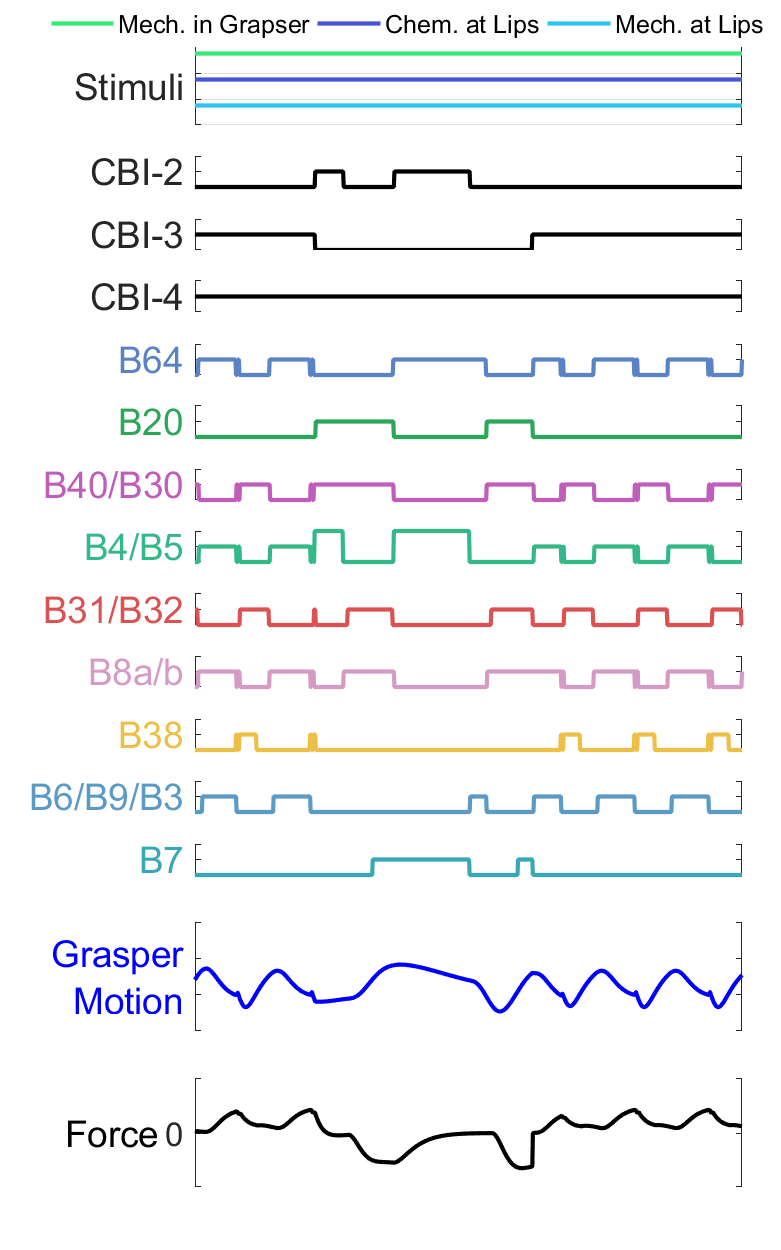 Mech. in Grapser Chem. at Lips Mech. at Lips
Stimuli
CBI-2
CBI-3
CBI-4
B64
B20
B40/B30
B4/B5
B31/B32
B8a/b
B38
B6/B9/B3
B7
Grasper
Motion
Force 0